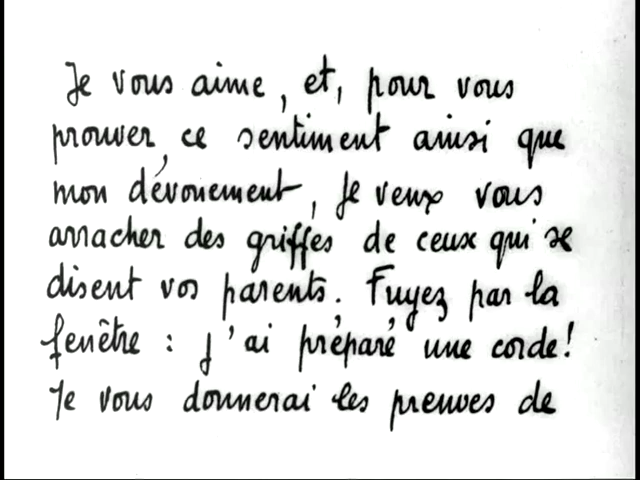 Je vous aime, et, pour vous
prouver ce sentiment ainsi que
mon dévouement, je veux vous
arracher des griffes de ceux qui se
disent vos parents. Fuyez par la
fenêtre : j'ai préparé une corde !
Je vous donnerai les preuves de